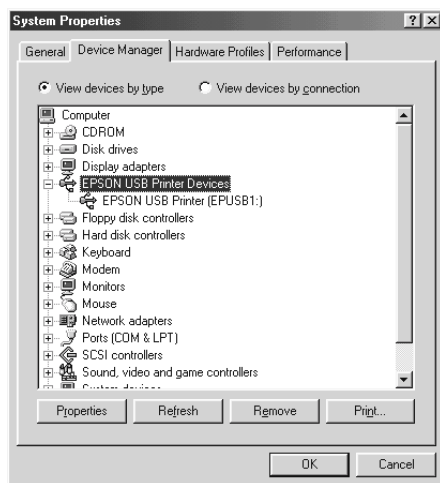 System Properties
General Device Manager Hardware Profiles Performance
View devices by type View devices by connection
Computer
CDROM
Disk drives
Display adapters
EPSON USB Printer Devices
EPSON USB Printer (EPUSB1:)
Floppy disk controllers
Hard disk controllers
Keyboard
Modem
Monitors
Mouse
Network adapters
Ports (COM & LPT)
SCSI controllers
Sound, video and game controllers
Properties Refresh Remove Print...
OK Cancel